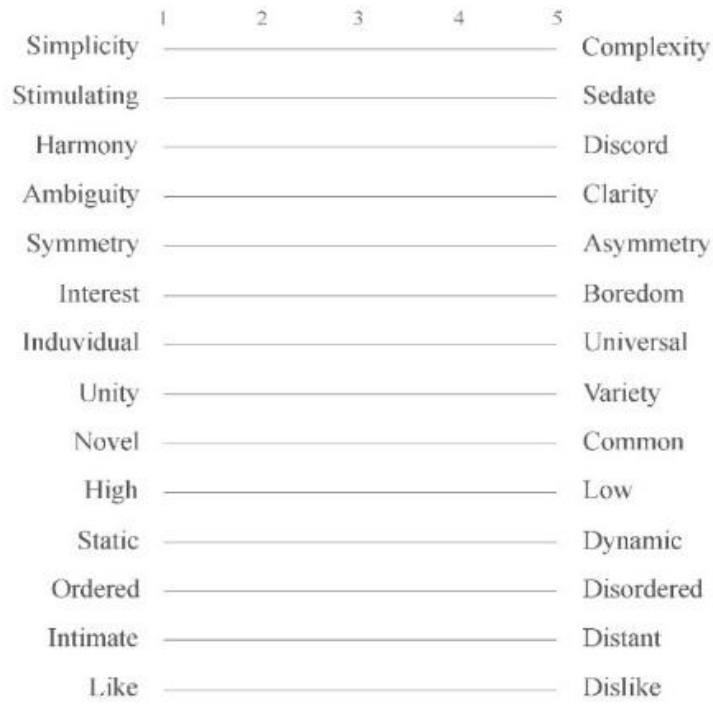 1 2 3 4 5
Simplicity Complexity
Stimulating Sedate
Harmony Discord
Ambiguity Clarity
Symmetry Asymmetry
Interest Boredom
Induvidual Universal
Unity Variety
Novel Common
High Low
Static Dynamic
Ordered Disordered
Intimate Distant
Like Dislike